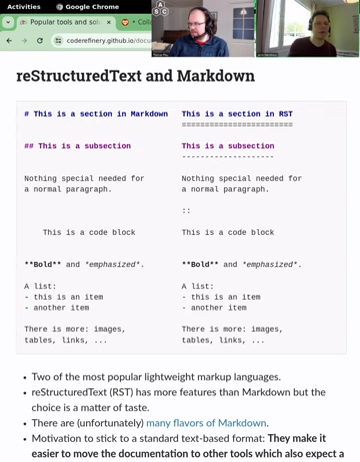 Activities Google Chrome
Popular tools and sol
coderefinery.github.io/docu
reStructuredText and Markdown
# This is a section in Markdown This is a section in RST
========================
## This is a subsection This is a subsection
--------------------
Nothing special needed for Nothing special needed for
a normal paragraph. a normal paragraph.
::
This is a code block This is a code block
**Bold** and *emphasized*. **Bold** and *emphasized*.
A list: A list:
- this is an item - this is an item
- another item - another item
There is more: images, There is more: images,
tables, links, ... tables, links, ...
• Two of the most popular lightweight markup languages.
• reStructuredText (RST) has more features than Markdown but the
choice is a matter of taste.
• There are (unfortunately) many flavors of Markdown.
• Motivation to stick to a standard text-based format: They make it
easier to move the documentation to other tools which also expect a